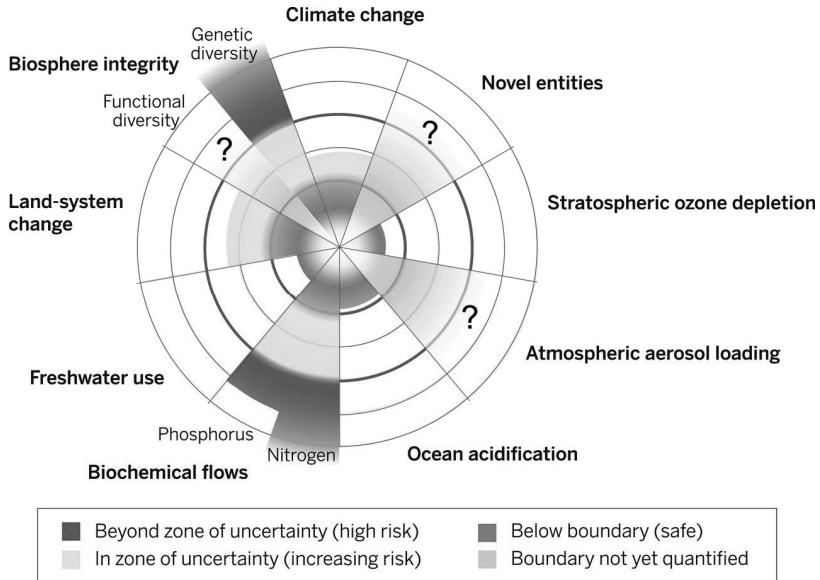 Climate change
Genetic
diversity
Biosphere integrity
Novel entities
Functional
diversity
?
?
Land-system
change
Stratospheric ozone depletion
?
Atmospheric aerosol loading
Freshwater use
Phosphorus
Nitrogen
Ocean acidification
Biochemical flows
Beyond zone of uncertainty (high risk)
In zone of uncertainty (increasing risk)
Below boundary (safe)
Boundary not yet quantified